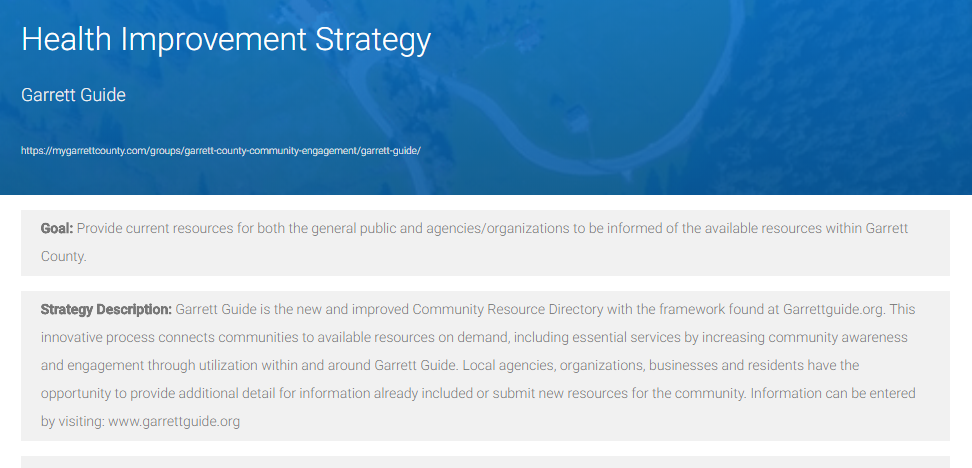 Health Improvement Strategy
Garrett Guide
https://mygarrettcounty.com/groups/garrett-county-community-engagement/garrett-guide/
Goal: Provide current resources for both the general public and agencies/organizations to be informed of the available resources within Garrett
County.
Strategy Description: Garrett Guide is the new and improved Community Resource Directory with the framework found at Garrettguide.org. This
innovative process connects communities to available resources on demand, including essential services by increasing community awareness
and engagement through utilization within and around Garrett Guide. Local agencies, organizations, businesses and residents have the
opportunity to provide additional detail for information already included or submit new resources for the community. Information can be entered
by visiting: www.garrettguide.org